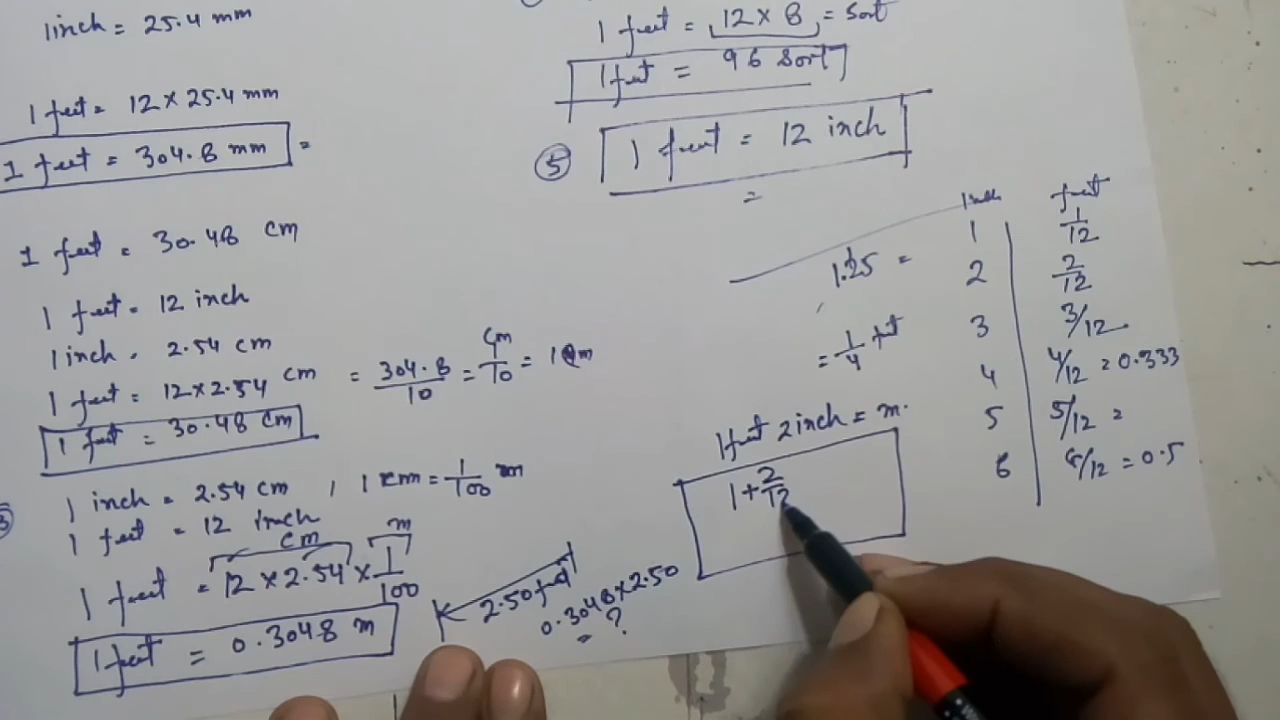 1inch = 25.4 mm
1 feet = 12 × 25.4 mm
1 feet = 304.8 mm =
1 feet = 30.48 cm
1 feet = 12 inch
1 inch = 2.54 cm
1 feet = 12×2.54 cm = 304.8/10 = cm/10 = 1 cm
1 feet = 30.48 cm
3
1 inch = 2.54 cm , 1 cm = 1/100 m
1 feet = 12 inch
cm m
1 feet = 12 × 2.54 × 1/100
1 feet = 0.3048 m
2.50 feet
0.3048×2.50
= ?
1 feet = 12 × 8 = Sort
1 feet = 96 Sort
5
1 feet = 12 inch
=
Inch feet
1 1/12
1.25 = 2 2/12
= 1/4 feet 3 3/12
4 4/12 = 0.333
5 5/12 =
6 6/12 = 0.5
1 feet 2 inch = m.
1+2/12